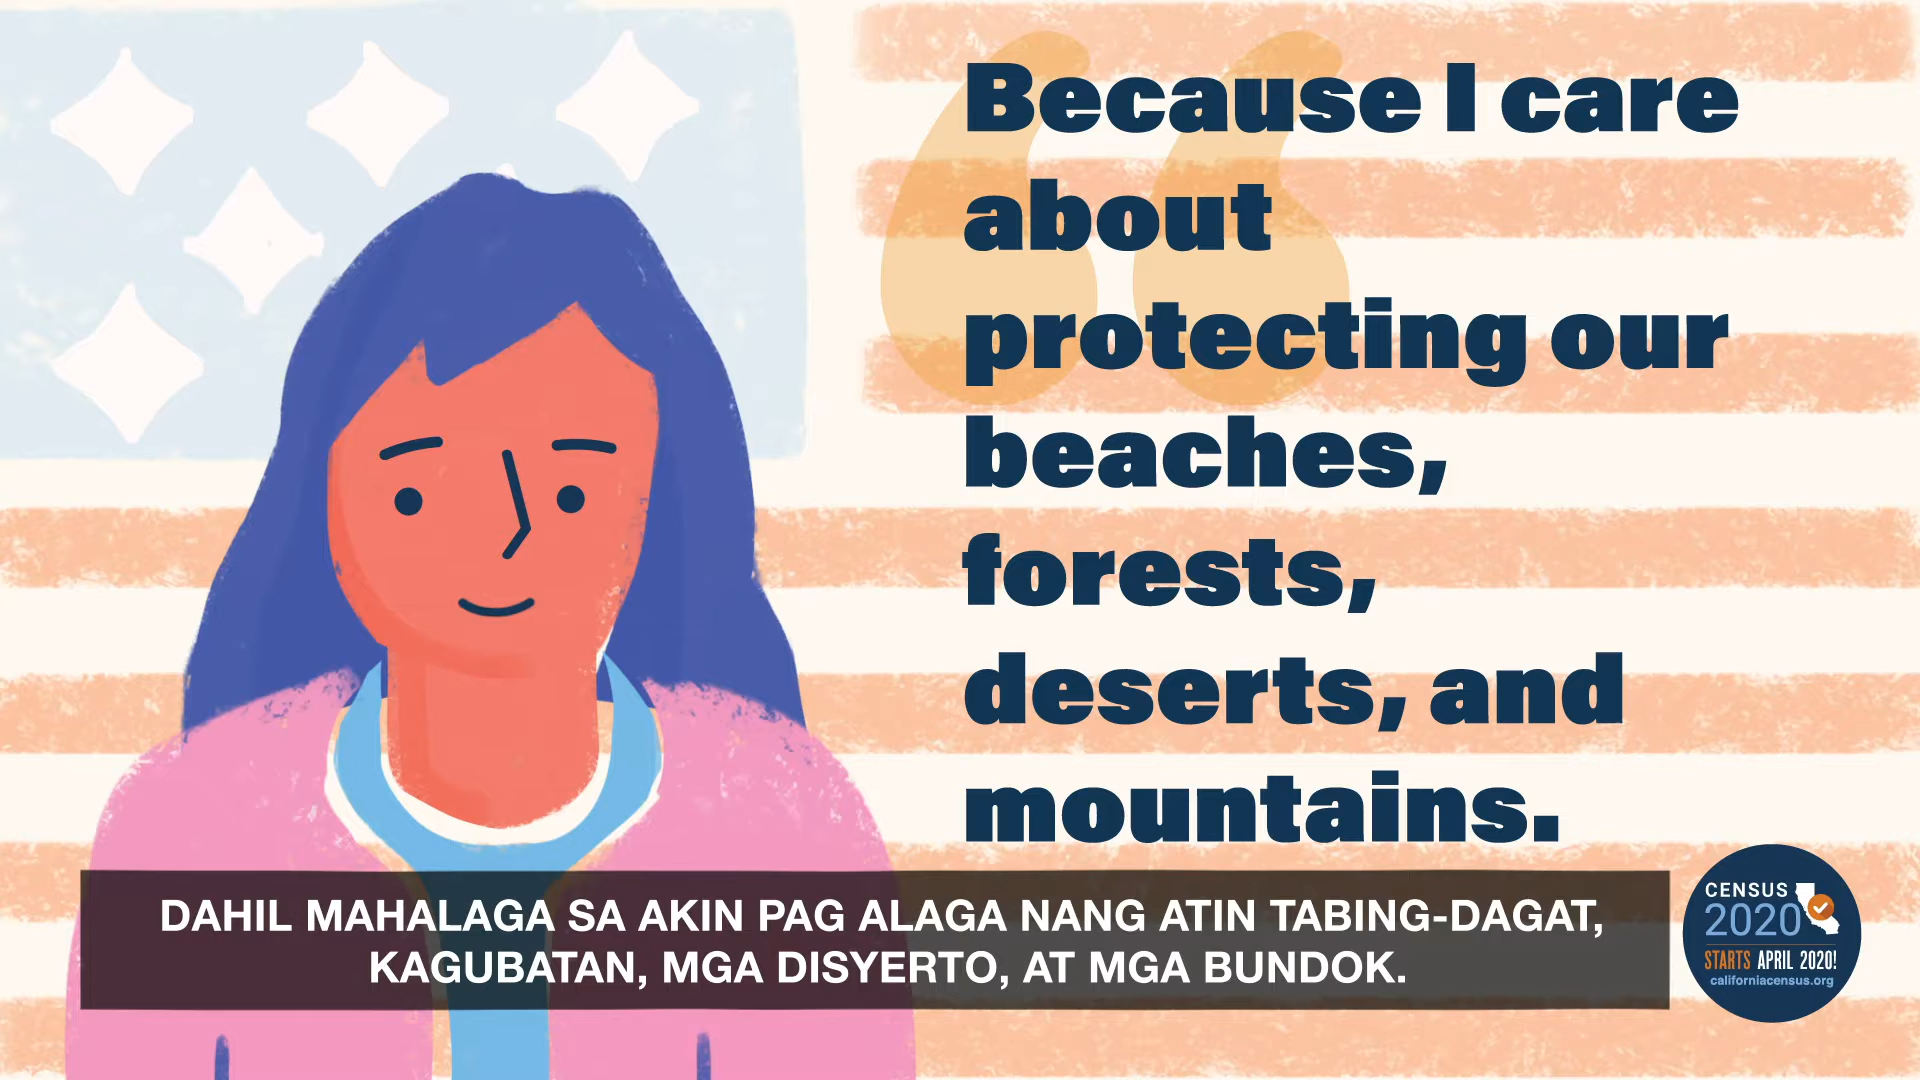 Because I care
about
protecting our
beaches,
forests,
deserts, and
mountains.
DAHIL MAHALAGA SA AKIN PAG ALAGA NANG ATIN TABING-DAGAT,
KAGUBATAN, MGA DISYERTO, AT MGA BUNDOK.
CENSUS
2020
STARTS APRIL 2020!
californiacensus.org